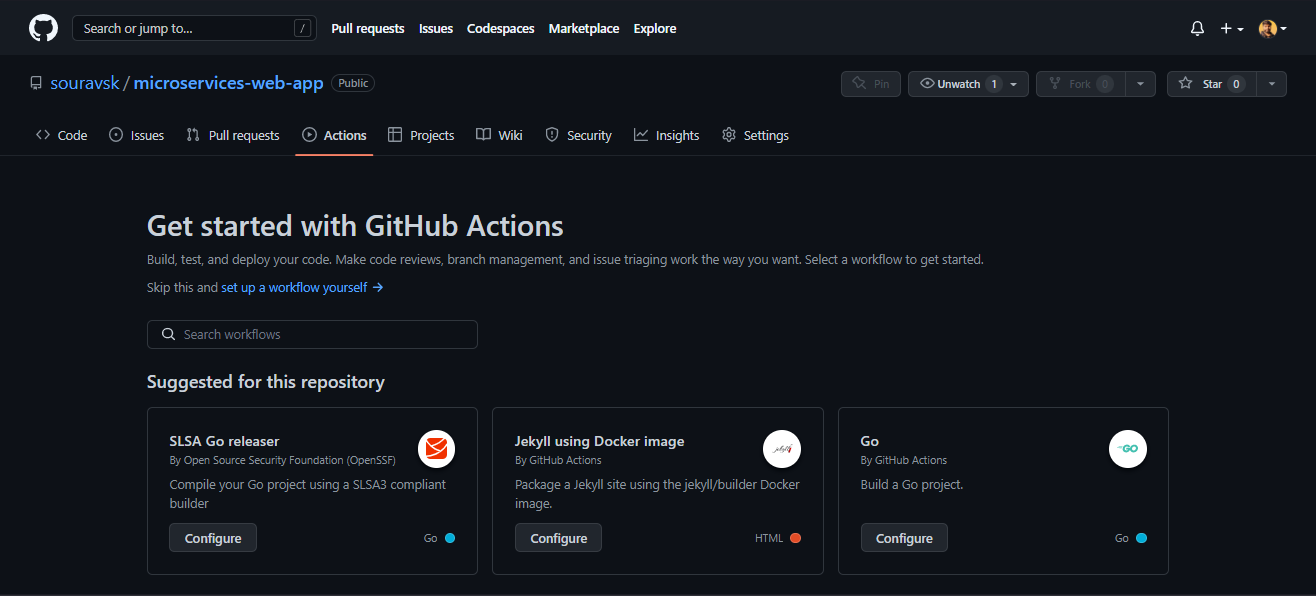 Search or jump to... /
Pull requests Issues Codespaces Marketplace Explore
souravsk / microservices-web-app Public
Pin Unwatch 1 Fork 0 Star 0
Code Issues Pull requests Actions Projects Wiki Security Insights Settings
Get started with GitHub Actions
Build, test, and deploy your code. Make code reviews, branch management, and issue triaging work the way you want. Select a workflow to get started.
Skip this and set up a workflow yourself →
Search workflows
Suggested for this repository
SLSA Go releaser
By Open Source Security Foundation (OpenSSF)
Compile your Go project using a SLSA3 compliant
builder
Configure
Go
Jekyll using Docker image
By GitHub Actions
jekyll
Package a Jekyll site using the jekyll/builder Docker
image.
Configure
HTML
Go
By GitHub Actions
GO
Build a Go project.
Configure
Go